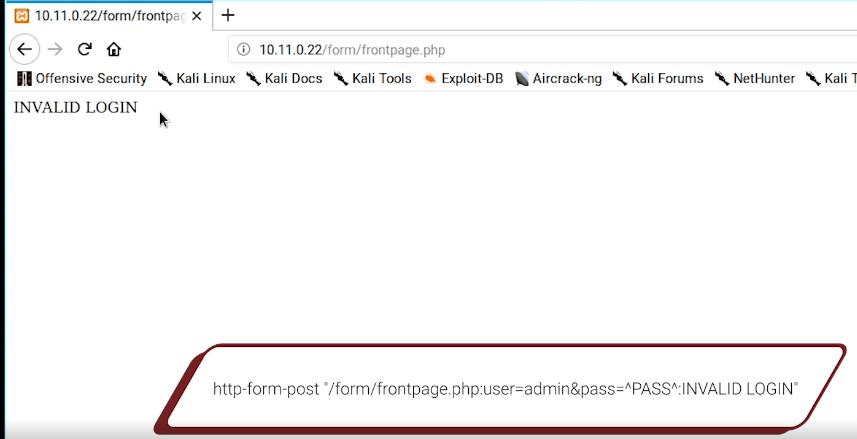 10.11.0.22/form/frontpag
10.11.0.22/form/frontpage.php
Offensive Security Kali Linux Kali Docs Kali Tools Exploit-DB Aircrack-ng Kali Forums NetHunter Kali T
INVALID LOGIN
http-form-post "/form/frontpage.php:user=admin&pass=^PASS^:INVALID LOGIN"